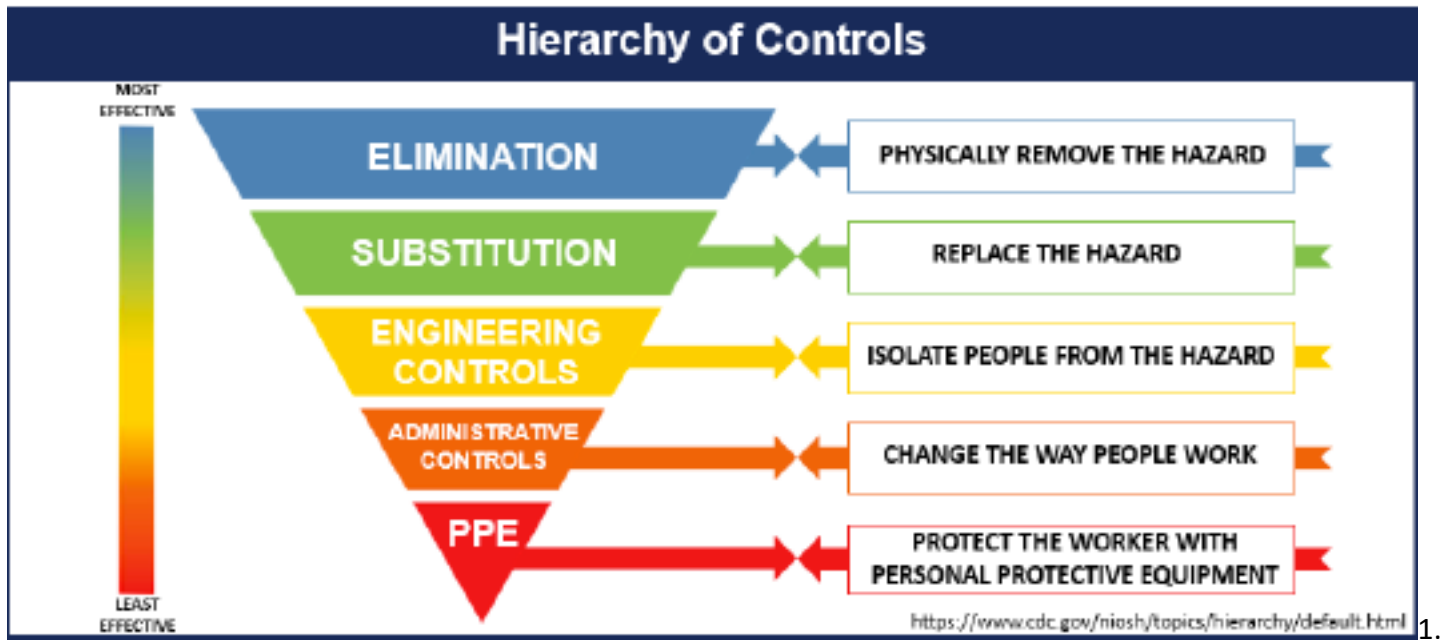 Hierarchy of Controls
MOST
EFFECTIVE
ELIMINATION
PHYSICALLY REMOVE THE HAZARD
SUBSTITUTION
REPLACE THE HAZARD
ENGINEERING
CONTROLS
ISOLATE PEOPLE FROM THE HAZARD
ADMINISTRATIVE
CONTROLS
CHANGE THE WAY PEOPLE WORK
PPE
PROTECT THE WORKER WITH
PERSONAL PROTECTIVE EQUIPMENT
LEAST
EFFECTIVE
https://www.cdc.gov/niosh/topics/hierarchy/default.html
1.